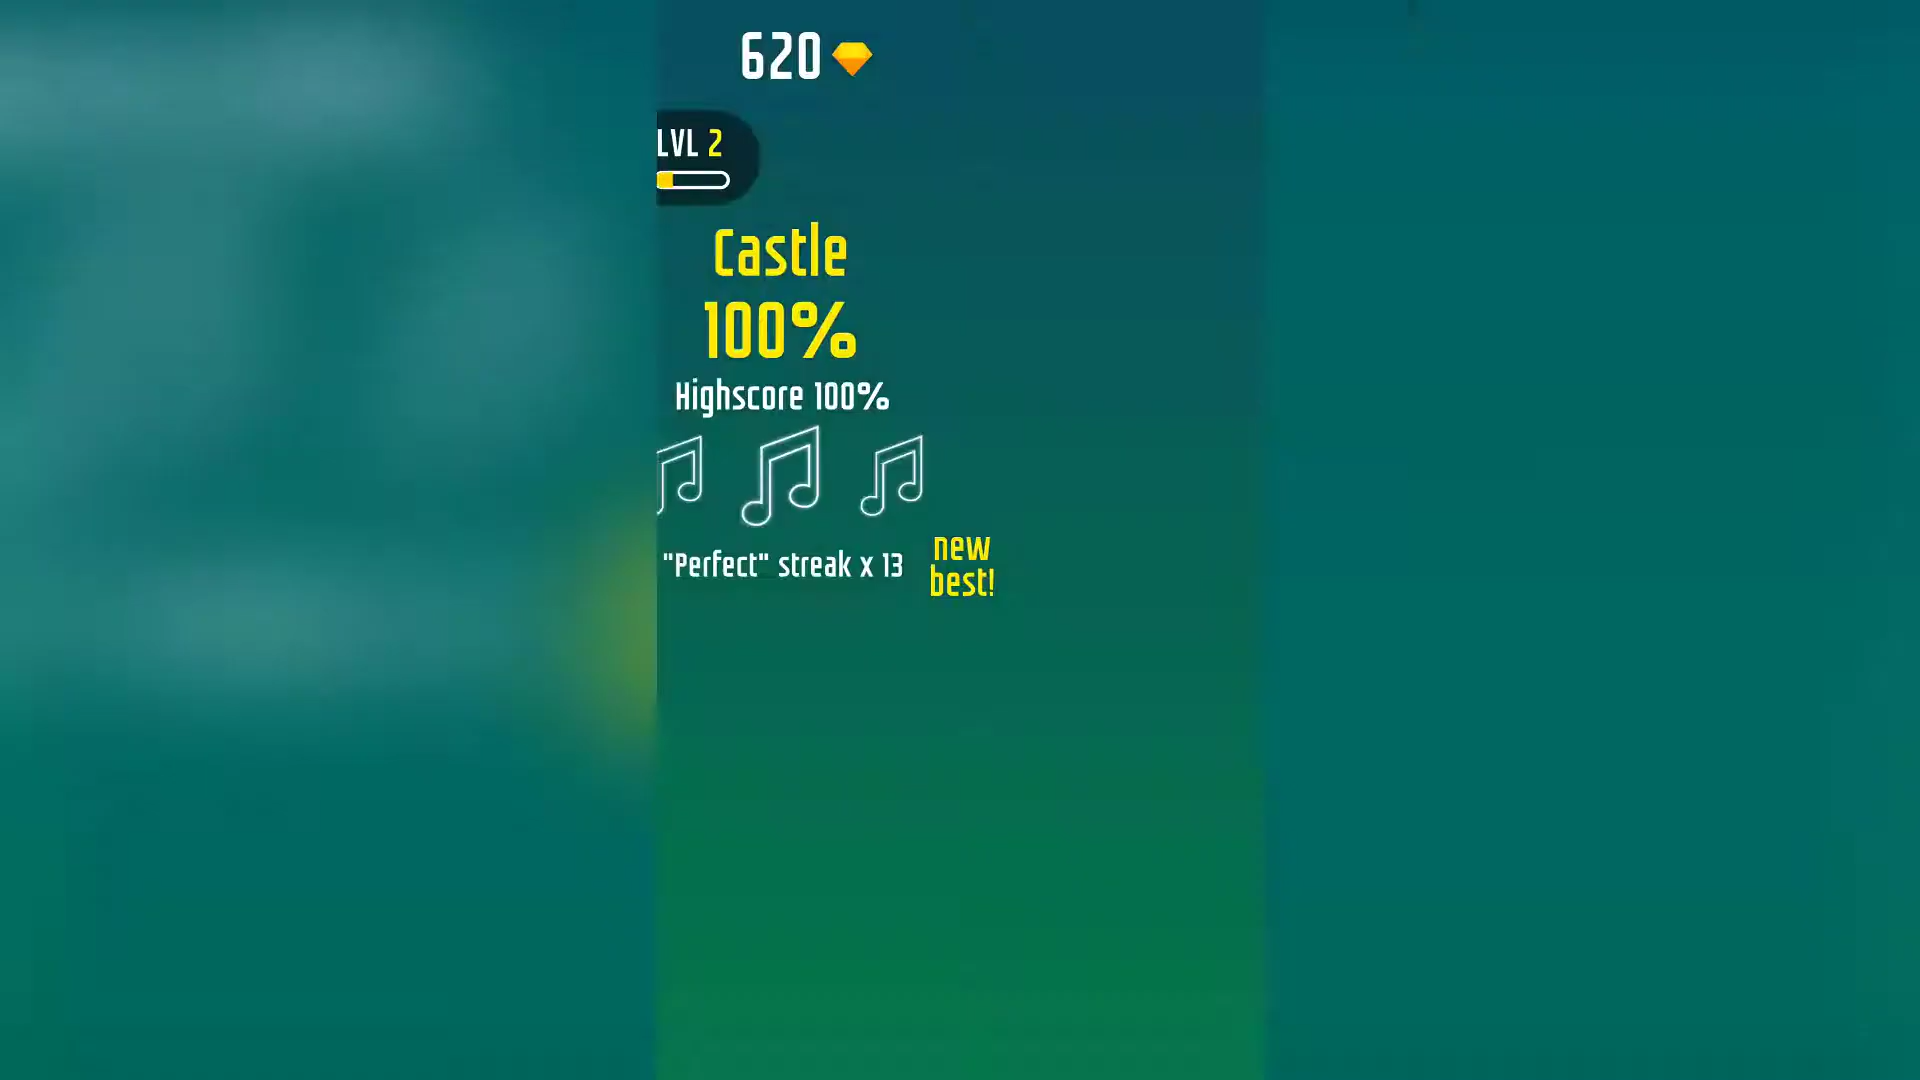 620
LVL 2
Castle
100%
Highscore 100%
"Perfect" streak x 13
new
best!